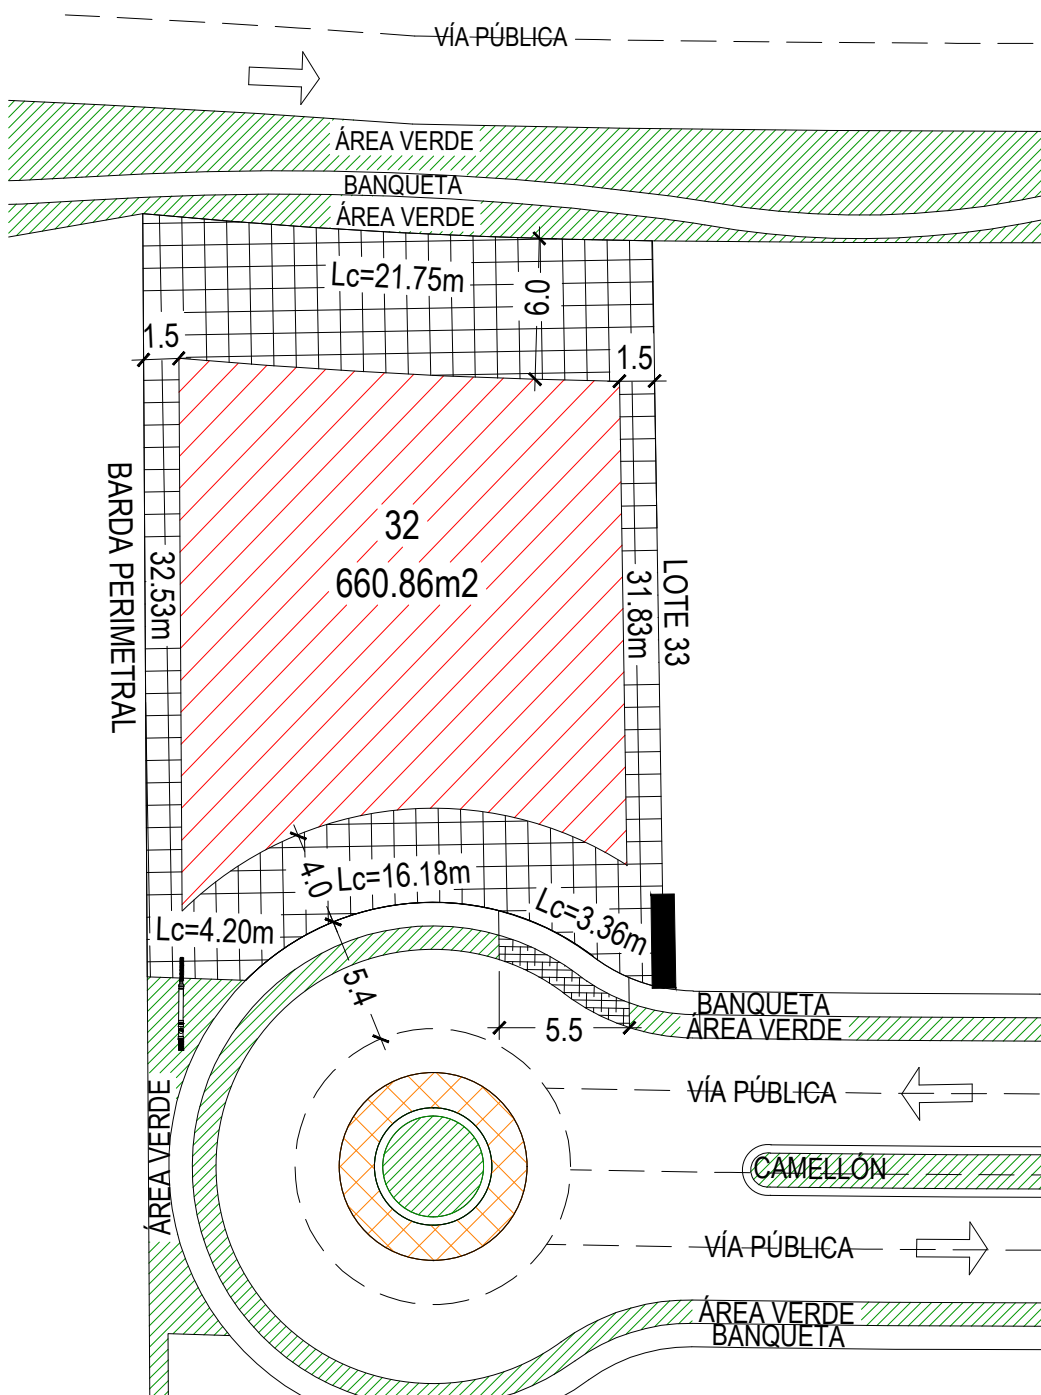 VÍA PÚBLICA
ÁREA VERDE
BANQUETA
ÁREA VERDE
Lc=21.75m
6.0
1.5
1.5
32
660.86m2
BARDA PERIMETRAL
32.53m
31.83m
LOTE 33
4.0
Lc=16.18m
Lc=3.36m
Lc=4.20m
5.4
5.5
BANQUETA
ÁREA VERDE
VÍA PÚBLICA
ÁREA VERDE
CAMELLÓN
VÍA PÚBLICA
ÁREA VERDE
BANQUETA